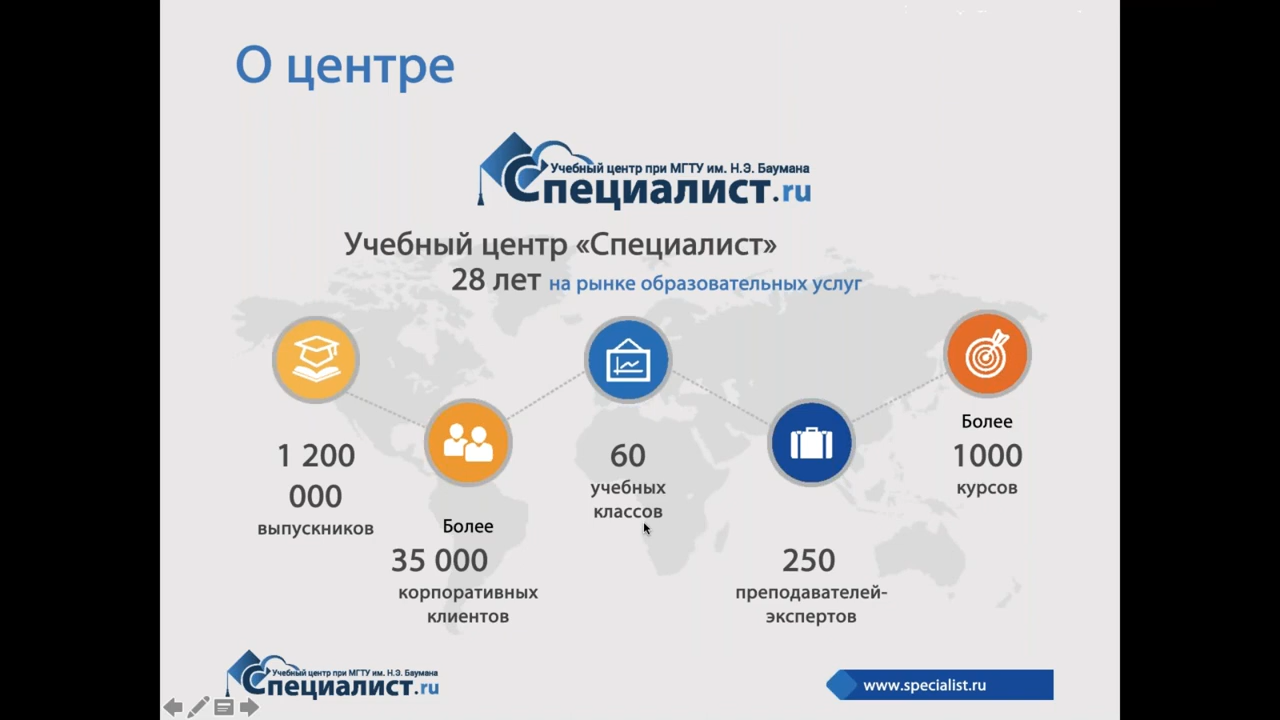 О центре
Учебный центр при МГТУ им. Н.Э. Баумана
Специалист.ru
Учебный центр «Специалист»
28 лет на рынке образовательных услуг
1 200
000
выпускников
Более
35 000
корпоративных
клиентов
60
учебных
классов
250
преподавателей-
экспертов
Более
1000
курсов
Учебный центр при МГТУ им. Н.Э. Баумана
Специалист.ru
www.specialist.ru